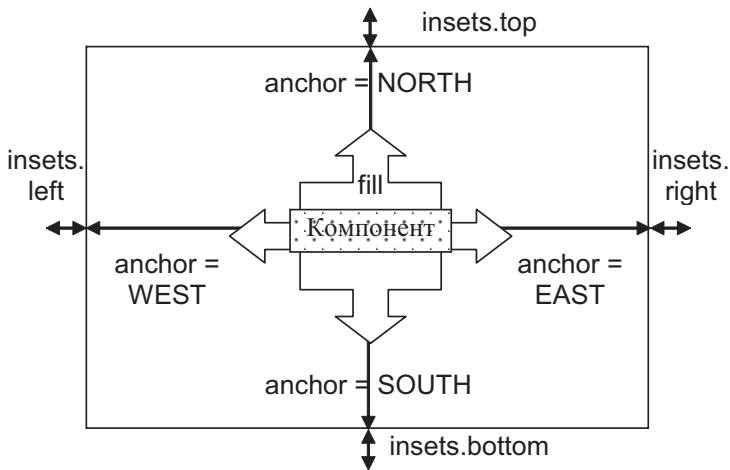 insets.top
anchor = NORTH
insets.
left
insets.
right
fill
Компонент
anchor =
WEST
anchor =
EAST
anchor = SOUTH
insets.bottom